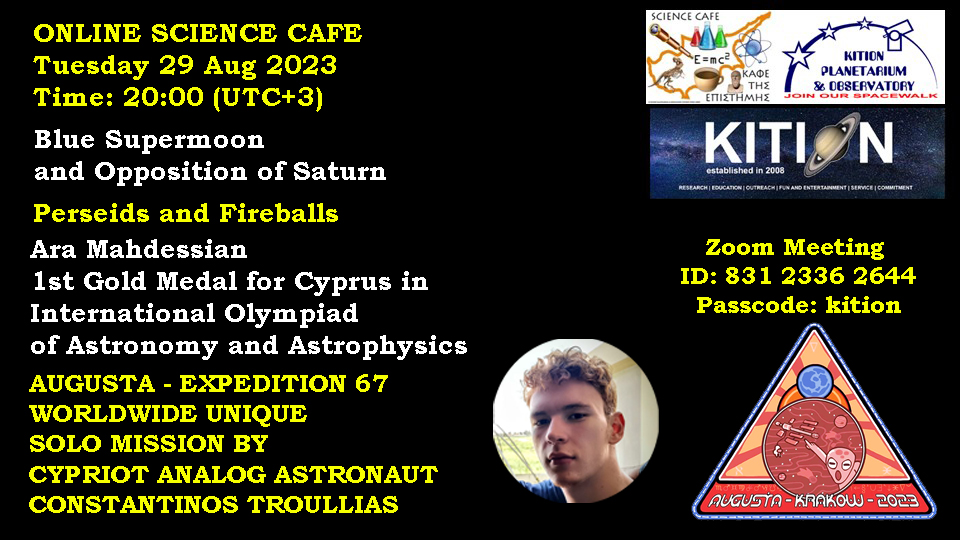 ONLINE SCIENCE CAFE
Tuesday 29 Aug 2023
Time: 20:00 (UTC+3)
Blue Supermoon
and Opposition of Saturn
Perseids and Fireballs
Ara Mahdessian
1st Gold Medal for Cyprus in
International Olympiad
of Astronomy and Astrophysics
AUGUSTA - EXPEDITION 67
WORLDWIDE UNIQUE
SOLO MISSION BY
CYPRIOT ANALOG ASTRONAUT
CONSTANTINOS TROULLIAS
SCIENCE CAFE
E=mc²
ΚΑΦΕ
ΤΗΣ
ΕΠΙΣΤΗΜΗΣ
KITION
PLANETARIUM
& OBSERVATORY
JOIN OUR SPACEWALK
KITION
established in 2008
RESEARCH | EDUCATION | OUTREACH | FUN AND ENTERTAINMENT | SERVICE | COMMITMENT
Zoom Meeting
ID: 831 2336 2644
Passcode: kition
AUGUSTA - KRAKOW - 2023